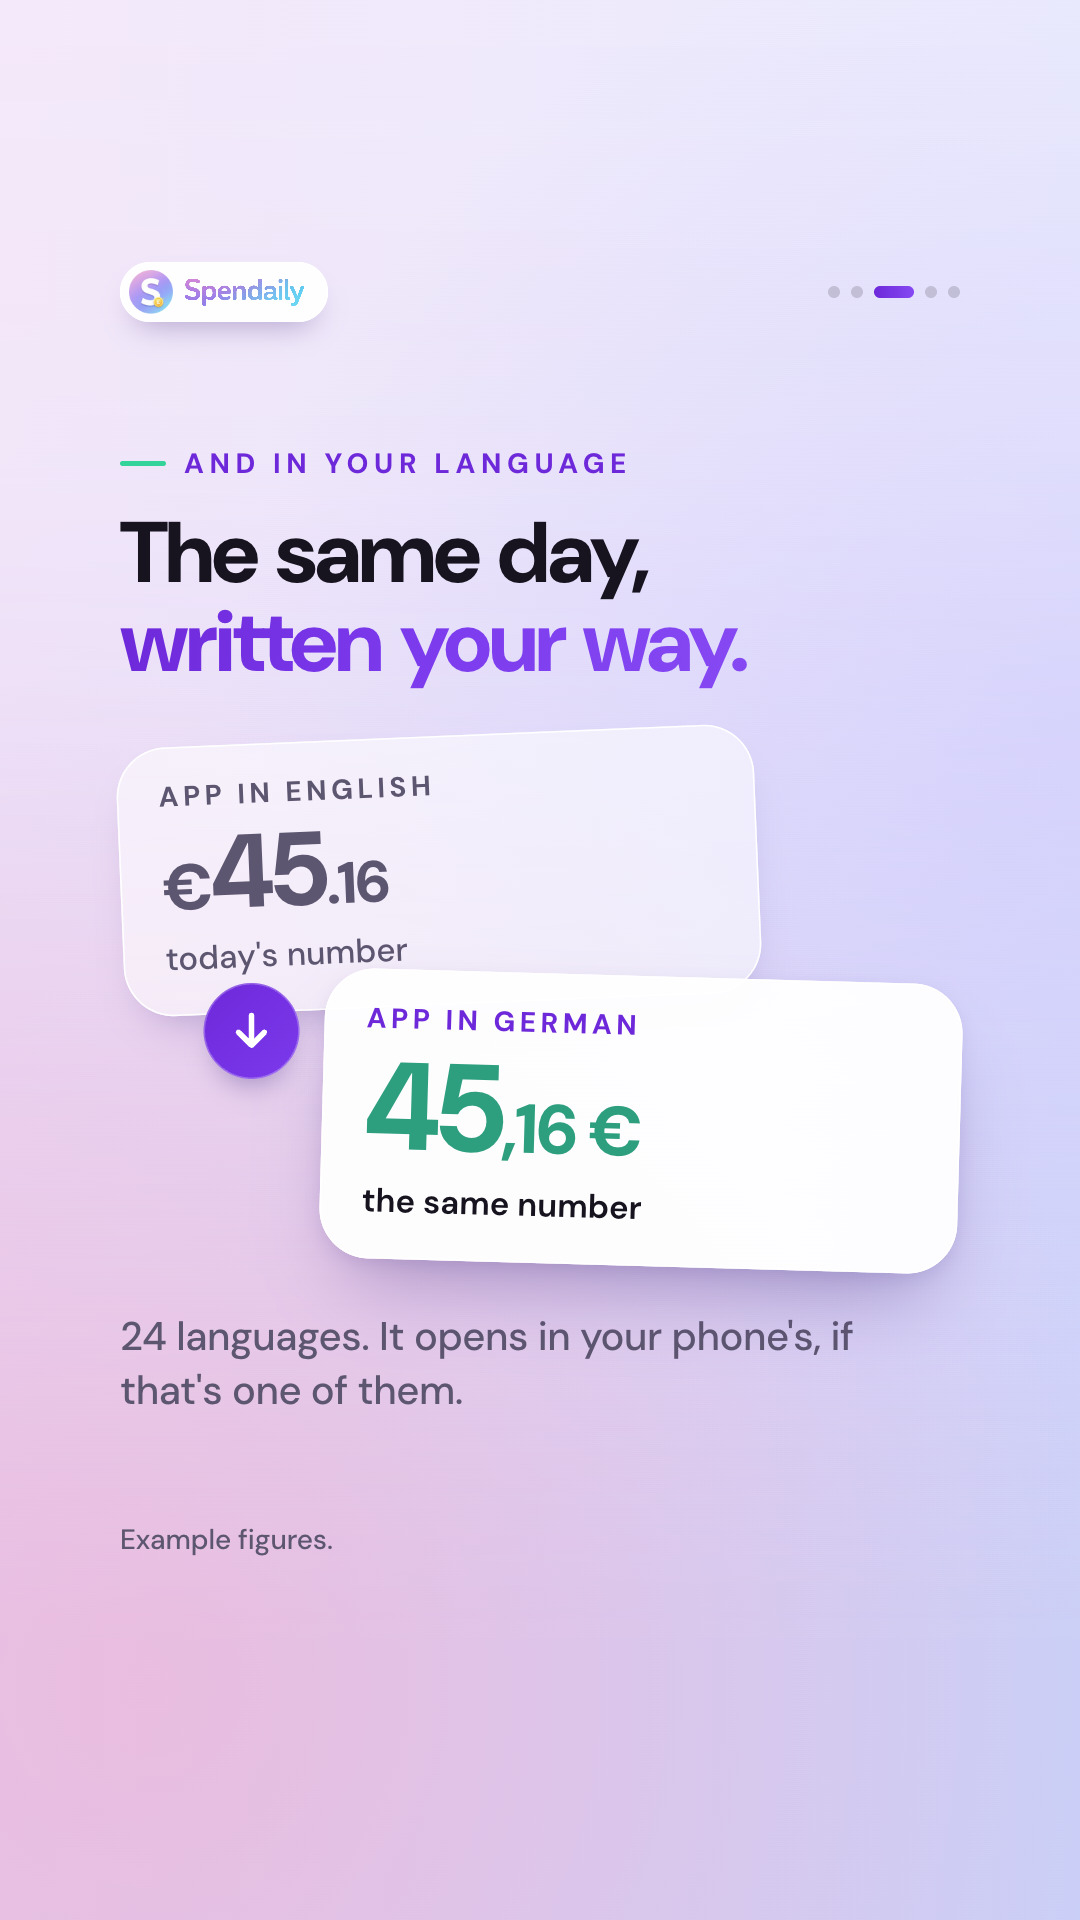 Spendaily
AND IN YOUR LANGUAGE
The same day,
written your way.
APP IN ENGLISH
€45.16
today's number
APP IN GERMAN
45,16 €
the same number
24 languages. It opens in your phone's, if
that's one of them.
Example figures.